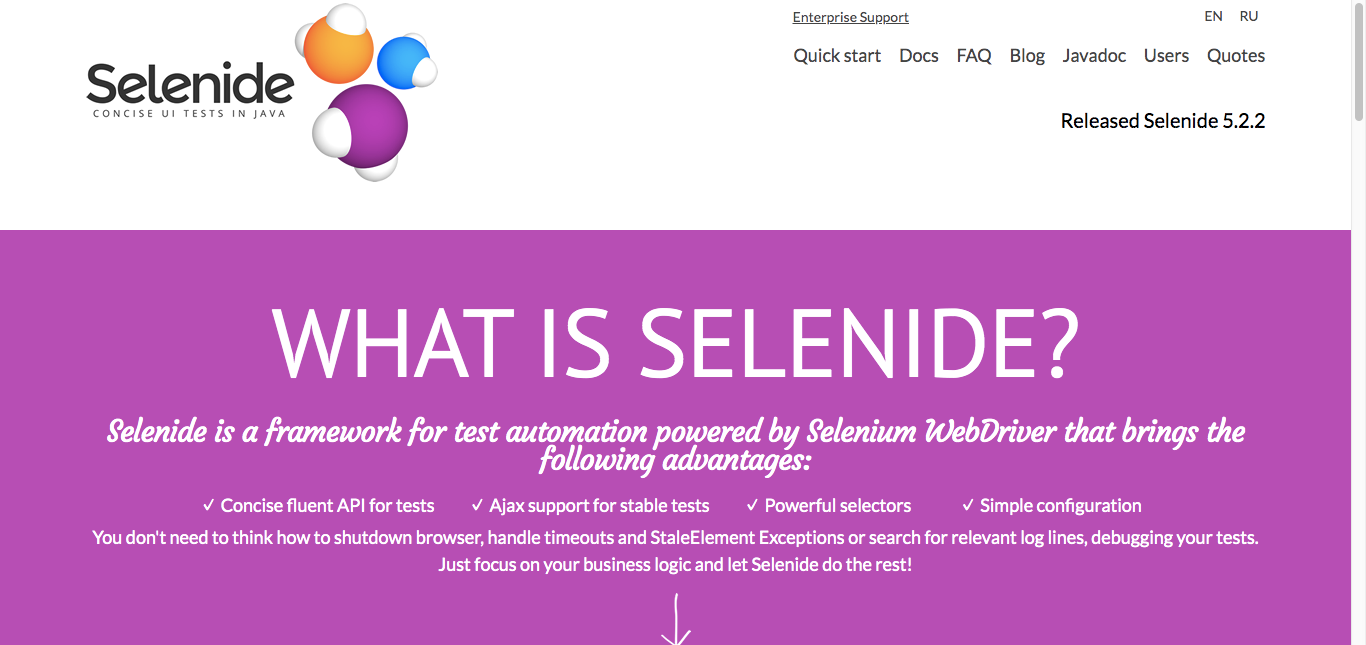 Enterprise Support
EN RU
Selenide
CONCISE UI TESTS IN JAVA
Quick start Docs FAQ Blog Javadoc Users Quotes
Released Selenide 5.2.2
WHAT IS SELENIDE?
Selenide is a framework for test automation powered by Selenium WebDriver that brings the
following advantages:
✓ Concise fluent API for tests ✓ Ajax support for stable tests ✓ Powerful selectors ✓ Simple configuration
You don't need to think how to shutdown browser, handle timeouts and StaleElement Exceptions or search for relevant log lines, debugging your tests.
Just focus on your business logic and let Selenide do the rest!